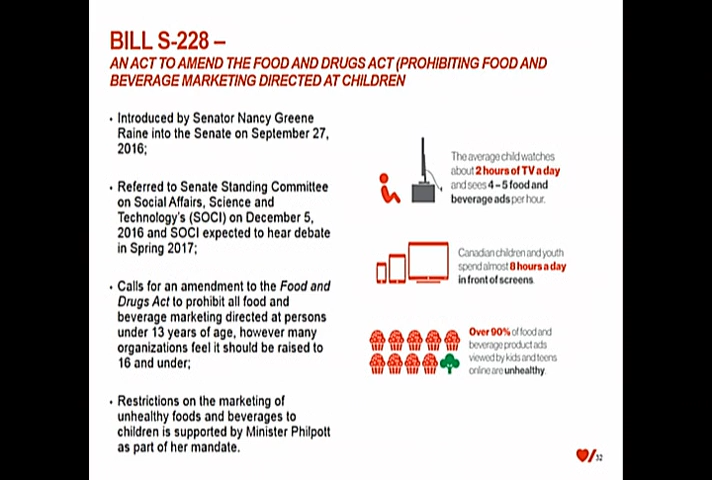 BILL S-228 –
AN ACT TO AMEND THE FOOD AND DRUGS ACT (PROHIBITING FOOD AND
BEVERAGE MARKETING DIRECTED AT CHILDREN
• Introduced by Senator Nancy Greene
Raine into the Senate on September 27,
2016;
• Referred to Senate Standing Committee
on Social Affairs, Science and
Technology's (SOCI) on December 5,
2016 and SOCI expected to hear debate
in Spring 2017;
• Calls for an amendment to the Food and
Drugs Act to prohibit all food and
beverage marketing directed at persons
under 13 years of age, however many
organizations feel it should be raised to
16 and under;
• Restrictions on the marketing of
unhealthy foods and beverages to
children is supported by Minister Philpott
as part of her mandate.
The average child watches
about 2 hours of TV a day
and sees 4 – 5 food and
beverage ads per hour.
Canadian children and youth
spend almost 8 hours a day
in front of screens.
Over 90% of food and
beverage product ads
viewed by kids and teens
online are unhealthy.
32